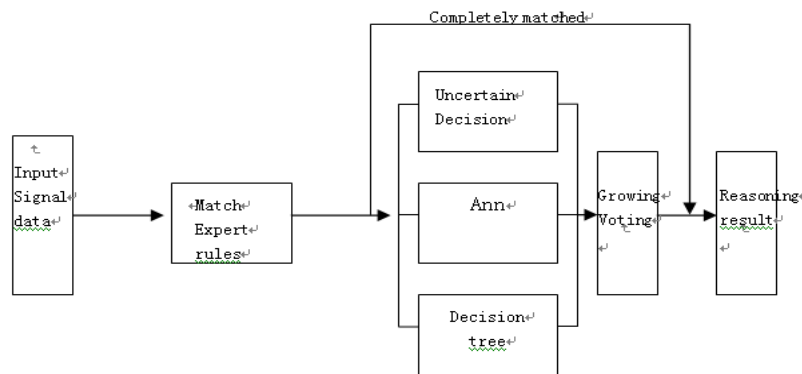 Completely matched
Uncertain
Decision
Input
Signal
data
Match
Expert
rules
Ann
Growing
Voting
Reasoning
result
Decision
tree